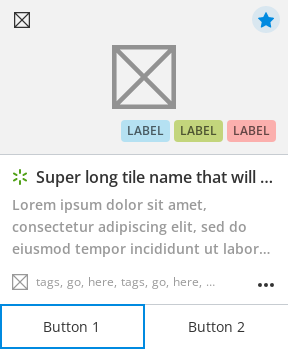 LABEL LABEL LABEL
Super long tile name that will ...
Lorem ipsum dolor sit amet,
consectetur adipiscing elit, sed do
eiusmod tempor incididunt ut labor...
tags, go, here, tags, go, here, ...
Button 1 Button 2